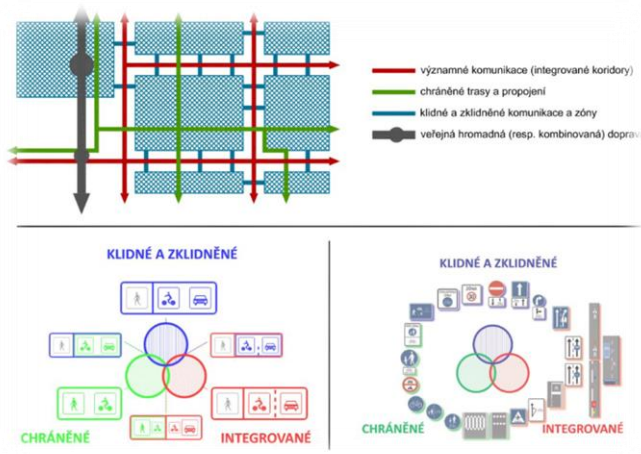 významné komunikace (integrované koridory)
chráněné trasy a propojení
klidné a zklidněné komunikace a zóny
veřejná hromadná (resp. kombinovaná) doprav
KLIDNÉ A ZKLIDNĚNÉ
CHRÁNĚNÉ
INTEGROVANÉ
KLIDNÉ A ZKLIDNĚNÉ
CHRÁNĚNÉ
INTEGROVANÉ